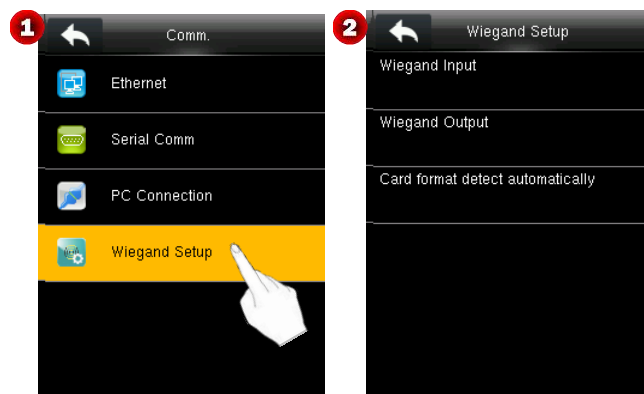 1
Comm.
Ethernet
Serial Comm
PC Connection
Wiegand Setup
2
Wiegand Setup
Wiegand Input
Wiegand Output
Card format detect automatically